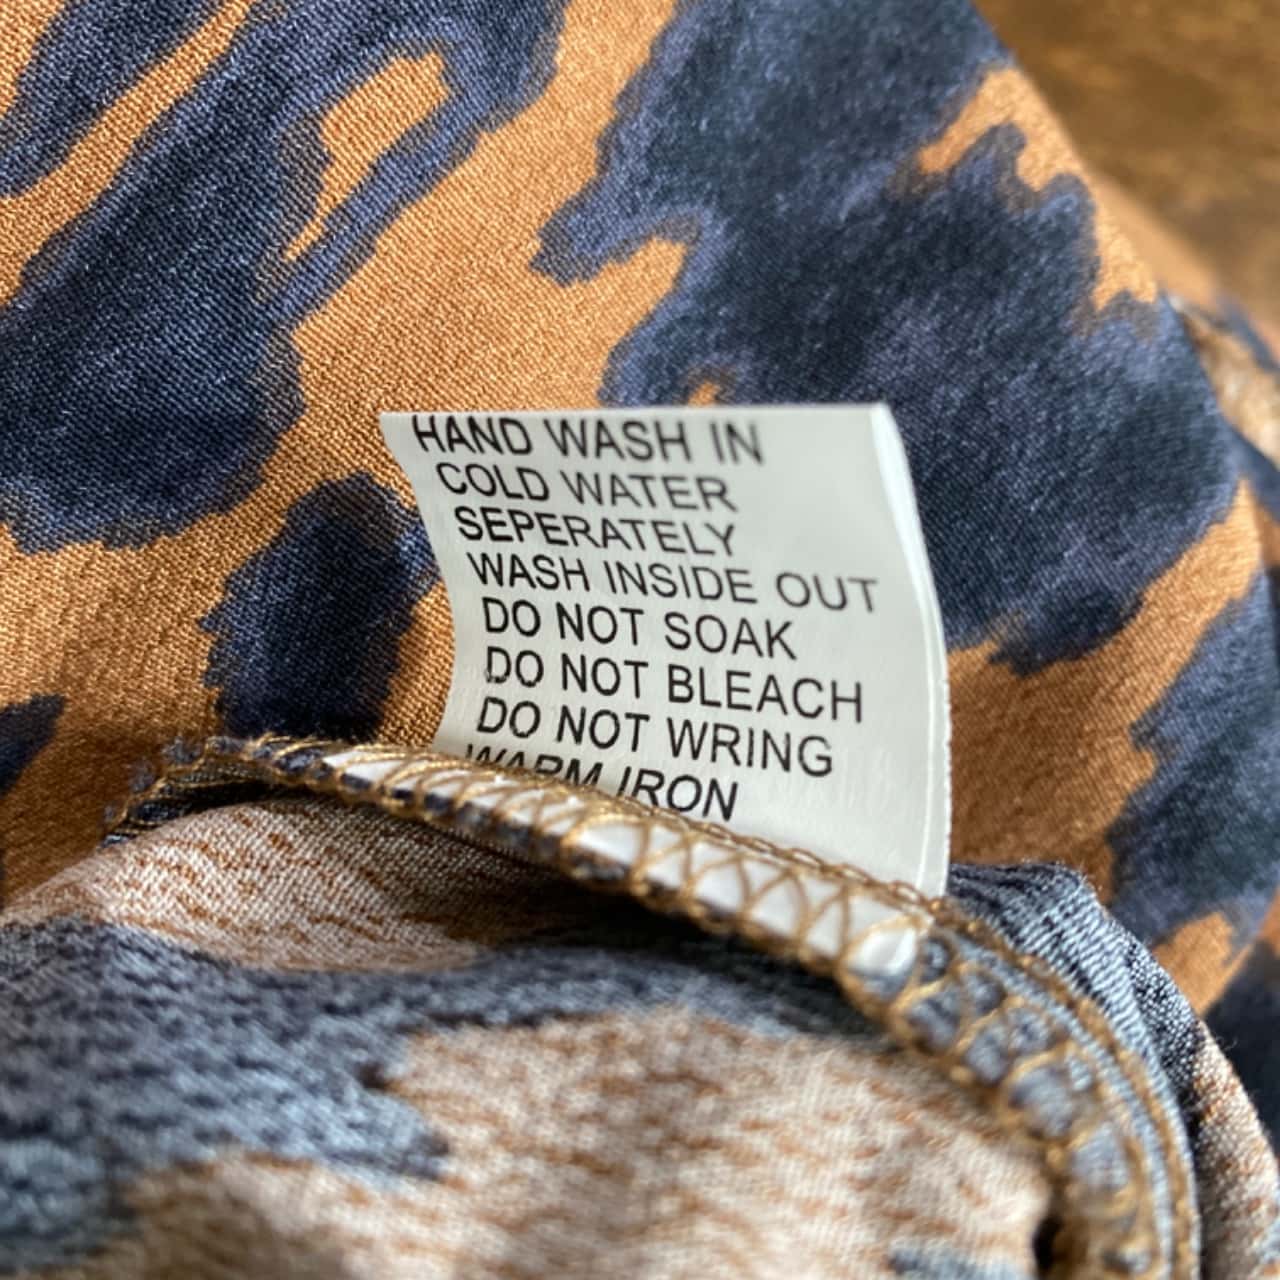 HAND WASH IN
COLD WATER
SEPERATELY
WASH INSIDE OUT
DO NOT SOAK
DO NOT BLEACH
DO NOT WRING
WARM IRON